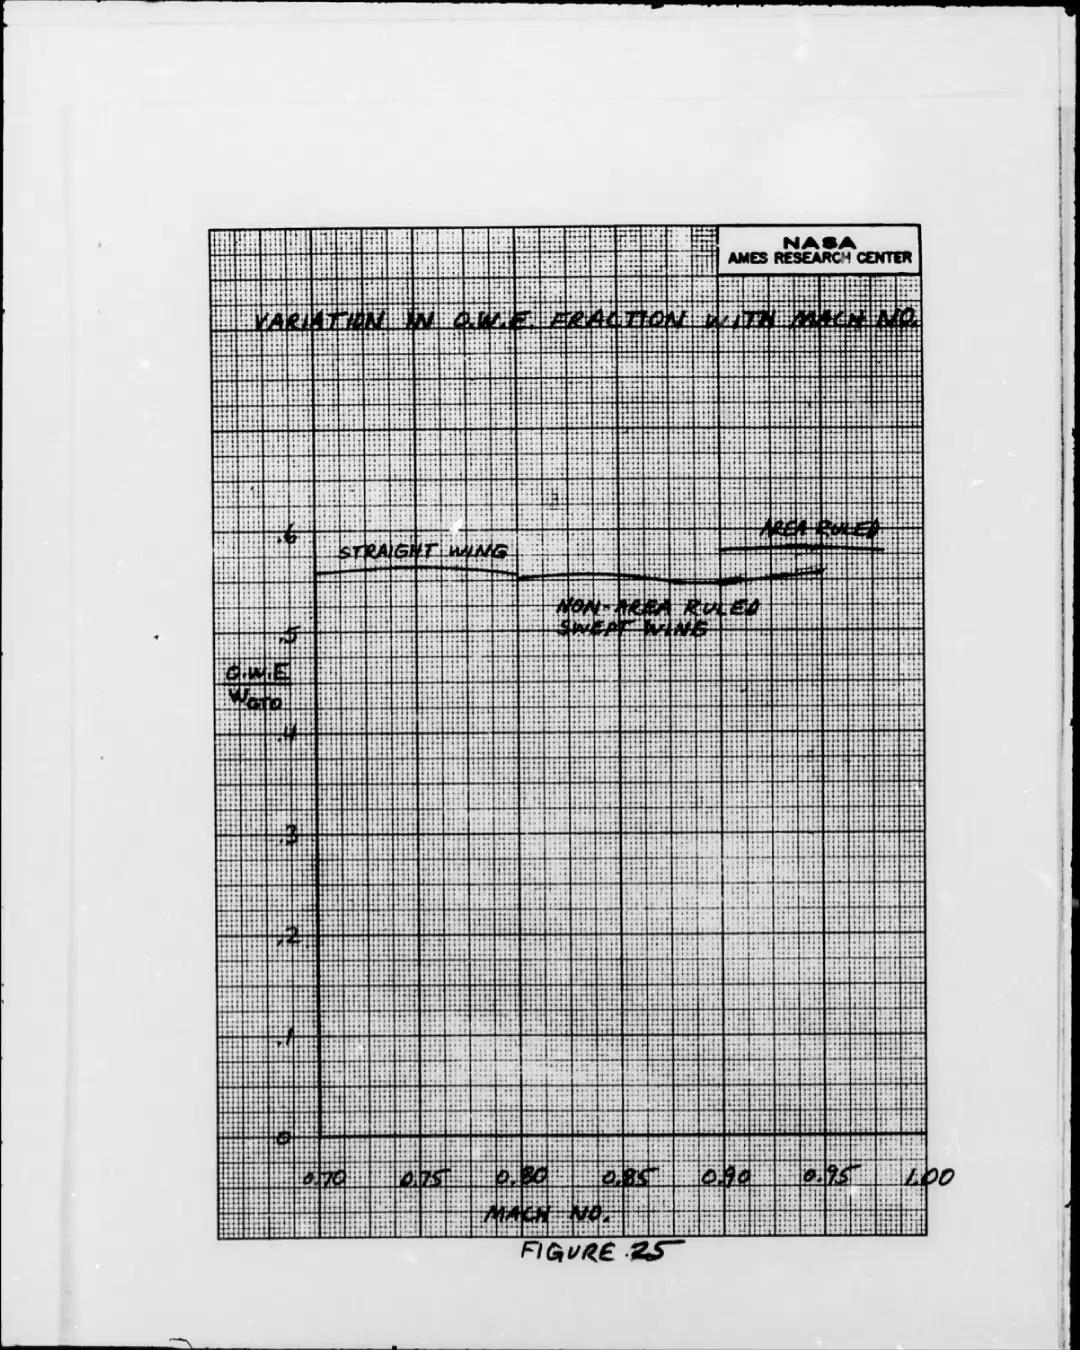 NASA
AMES RESEARCH CENTER
VARIATION IN O.W.E. FRACTION WITH MACH NO.
AREA RULED
.6
STRAIGHT WING
NON-AREA RULED
SWEPT WING
.5
O.W.E
WGTO
.4
.3
.2
.1
0
0.70 0.75 0.80 0.85 0.90 0.95 1.00
MACH NO.
FIGURE 25